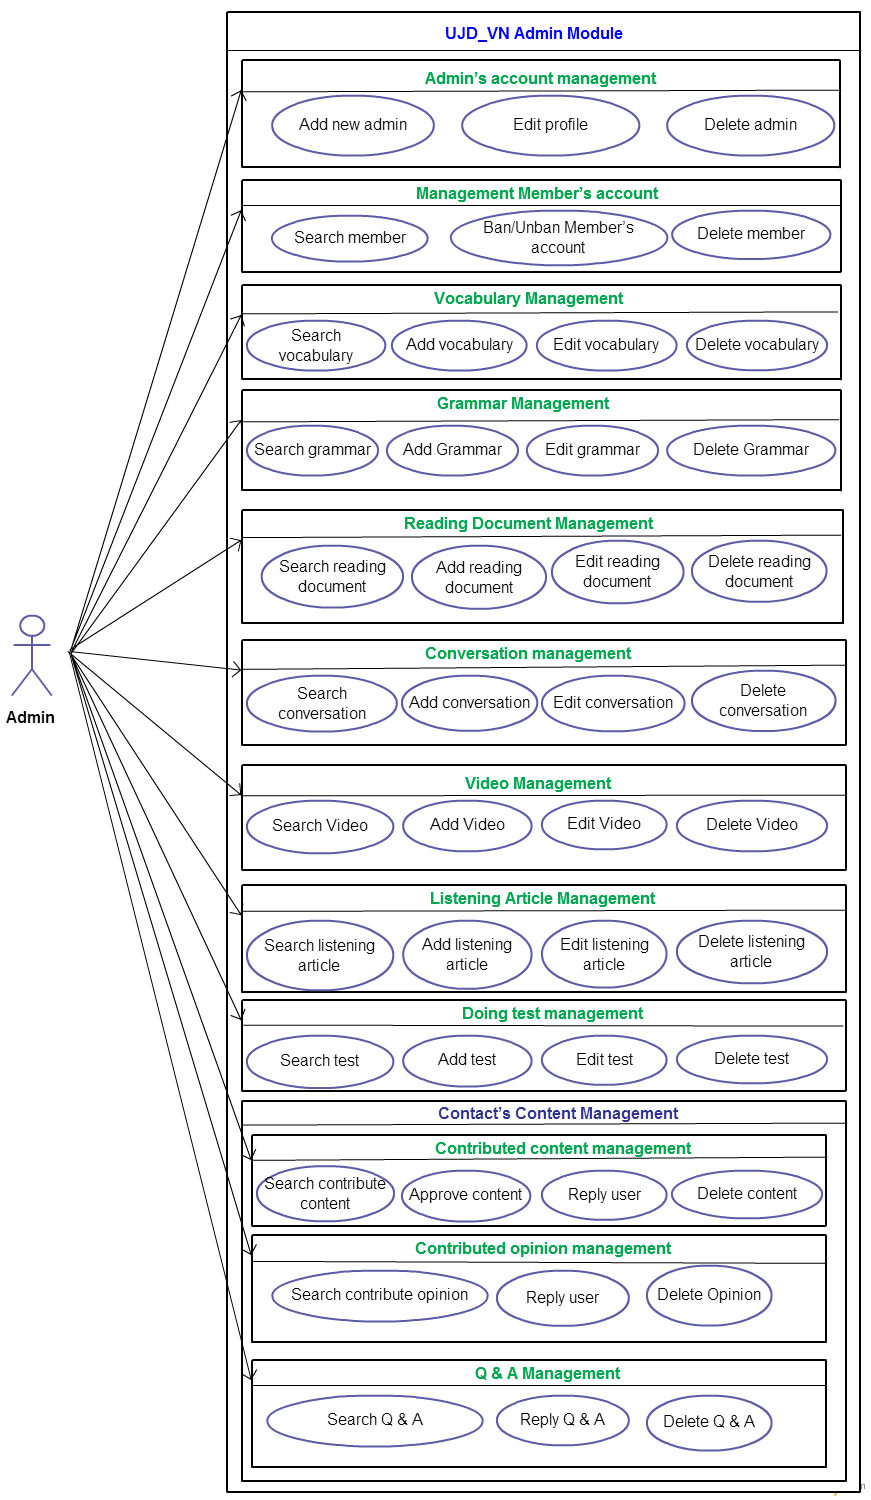 UJD_VN Admin Module
Admin's account management
Add new admin
Edit profile
Delete admin
Management Member's account
Search member
Ban/Unban Member's
account
Delete member
Vocabulary Management
Search
vocabulary
Add vocabulary
Edit vocabulary
Delete vocabulary
Grammar Management
Search grammar
Add Grammar
Edit grammar
Delete Grammar
Reading Document Management
Search reading
document
Add reading
document
Edit reading
document
Delete reading
document
Admin
Conversation management
Search
conversation
Add conversation
Edit conversation
Delete
conversation
Video Management
Search Video
Add Video
Edit Video
Delete Video
Listening Article Management
Search listening
article
Add listening
article
Edit listening
article
Delete listening
article
Doing test management
Search test
Add test
Edit test
Delete test
Contact's Content Management
Contributed content management
Search contribute
content
Approve content
Reply user
Delete content
Contributed opinion management
Search contribute opinion
Reply user
Delete Opinion
Q & A Management
Search Q & A
Reply Q & A
Delete Q & A